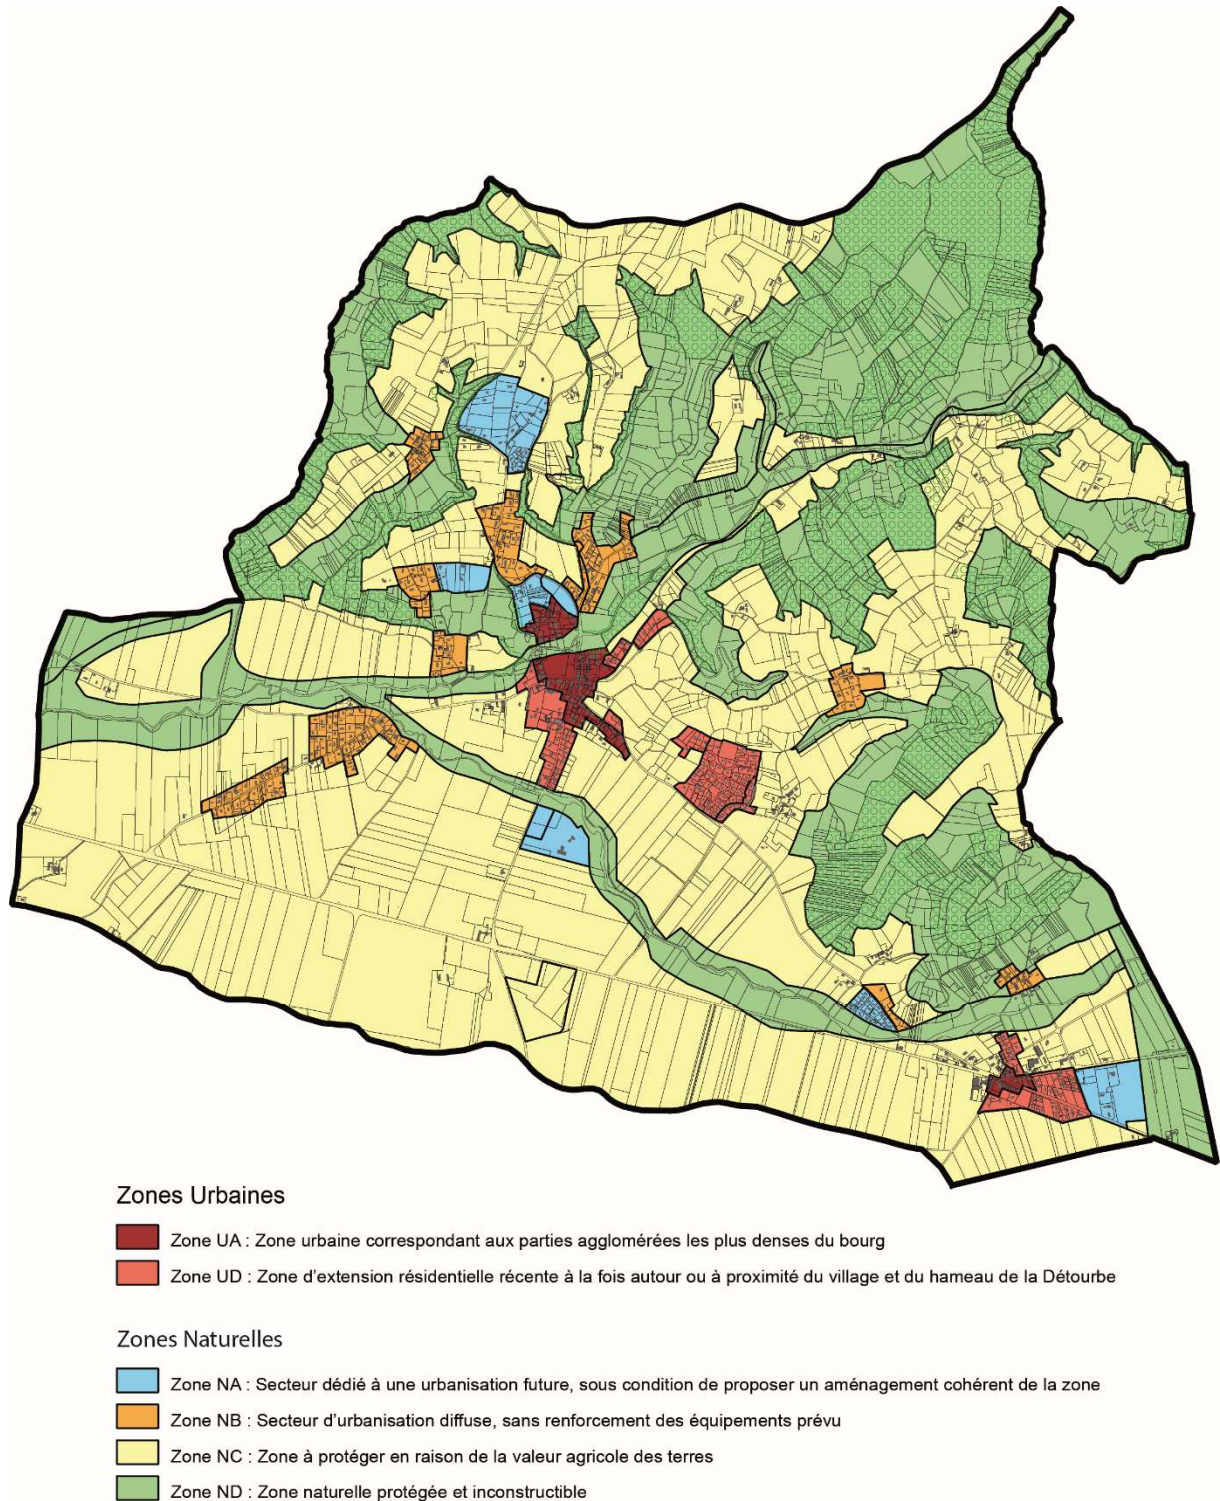 Zones Urbaines
Zone UA : Zone urbaine correspondant aux parties agglomérées les plus denses du bourg
Zone UD : Zone d'extension résidentielle récente à la fois autour ou à proximité du village et du hameau de la Détourbe
Zones Naturelles
Zone NA : Secteur dédié à une urbanisation future, sous condition de proposer un aménagement cohérent de la zone
Zone NB : Secteur d'urbanisation diffuse, sans renforcement des équipements prévu
Zone NC : Zone à protéger en raison de la valeur agricole des terres
Zone ND : Zone naturelle protégée et inconstructible